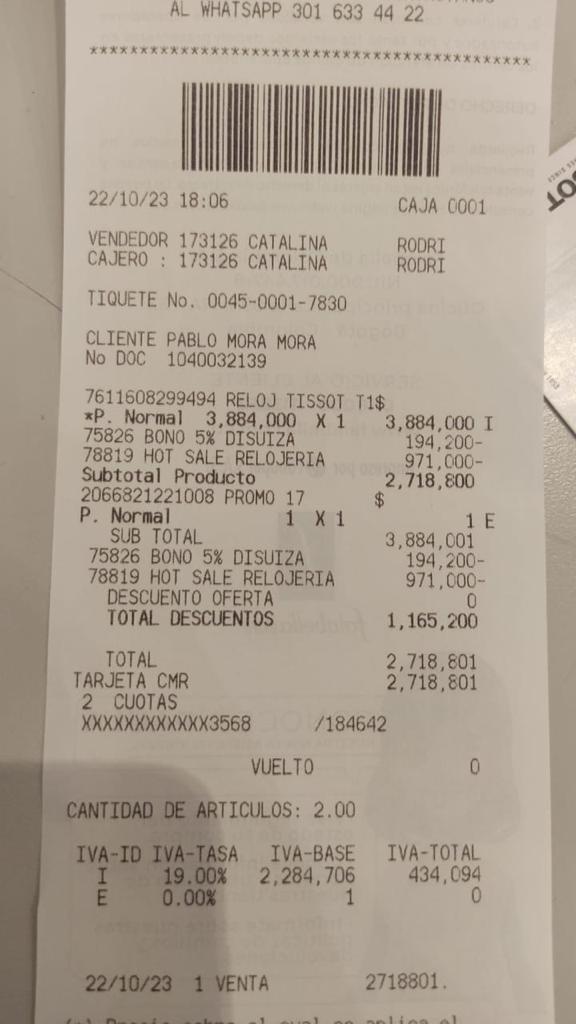 AL WHATSAPP 301 633 44 22
******************************************
22/10/23 18:06 CAJA 0001
VENDEDOR 173126 CATALINA RODRI
CAJERO : 173126 CATALINA RODRI
TIQUETE No. 0045-0001-7830
CLIENTE PABLO MORA MORA
No DOC 1040032139
7611608299494 RELOJ TISSOT T1$
*P. Normal 3,884,000 X 1 3,884,000 I
75826 BONO 5% DISUIZA 194,200-
78819 HOT SALE RELOJERIA 971,000-
Subtotal Producto 2,718,800
2066821221008 PROMO 17 $
P. Normal 1 X 1 1 E
SUB TOTAL 3,884,001
75826 BONO 5% DISUIZA 194,200-
78819 HOT SALE RELOJERIA 971,000-
DESCUENTO OFERTA 0
TOTAL DESCUENTOS 1,165,200
TOTAL 2,718,801
TARJETA CMR 2,718,801
2 CUOTAS
XXXXXXXXXXXX3568 /184642
VUELTO 0
CANTIDAD DE ARTICULOS: 2.00
IVA-ID IVA-TASA IVA-BASE IVA-TOTAL
I 19.00% 2,284,706 434,094
E 0.00% 1 0
22/10/23 1 VENTA 2718801.